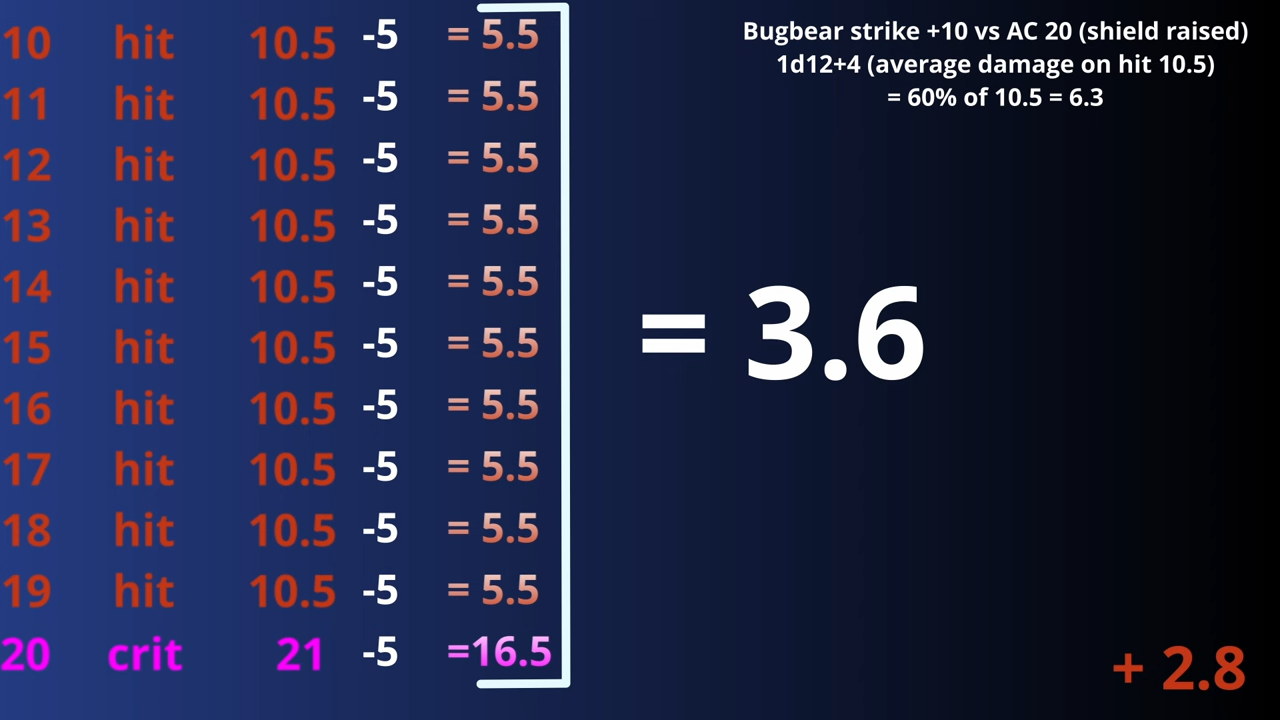 Bugbear strike +10 vs AC 20 (shield raised)
1d12+4 (average damage on hit 10.5)
= 60% of 10.5 = 6.3
10 hit 10.5 -5 = 5.5
11 hit 10.5 -5 = 5.5
12 hit 10.5 -5 = 5.5
13 hit 10.5 -5 = 5.5
14 hit 10.5 -5 = 5.5
15 hit 10.5 -5 = 5.5
16 hit 10.5 -5 = 5.5
17 hit 10.5 -5 = 5.5
18 hit 10.5 -5 = 5.5
19 hit 10.5 -5 = 5.5
20 crit 21 -5 =16.5
= 3.6
+ 2.8